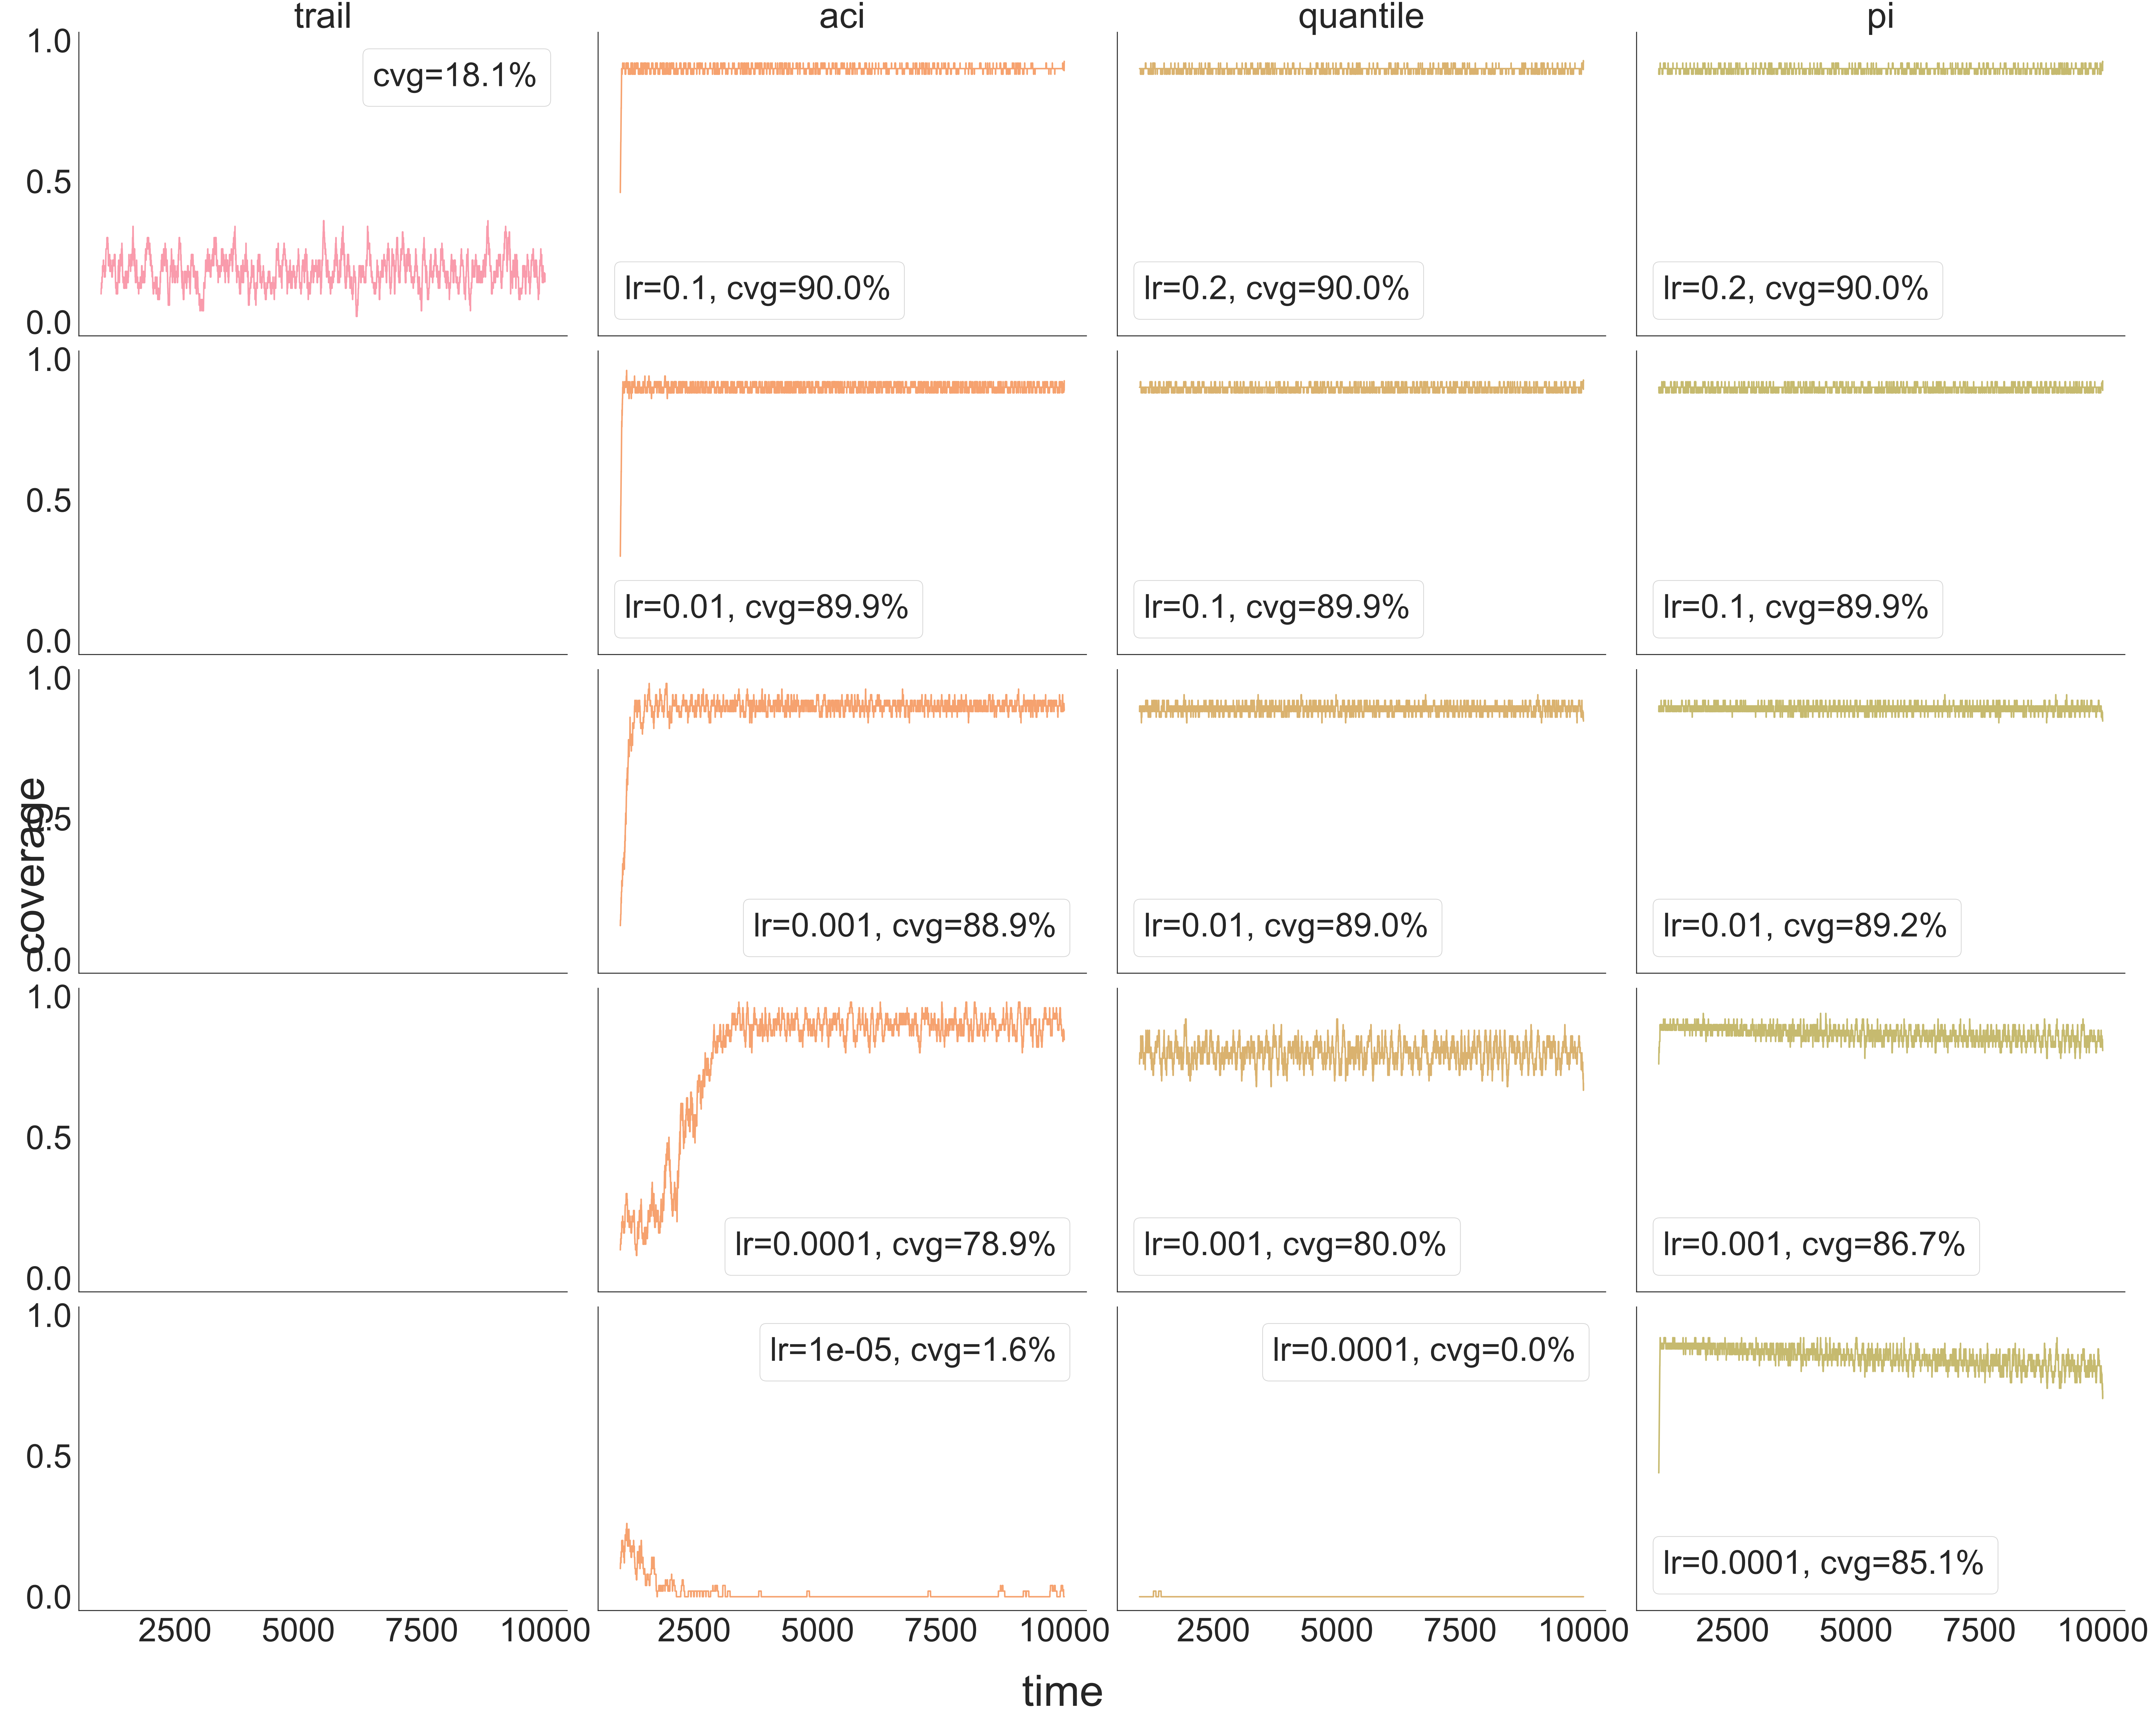 trail aci quantile pi
1.0
cvg=18.1%
0.5
lr=0.1, cvg=90.0% lr=0.2, cvg=90.0% lr=0.2, cvg=90.0%
0.0
1.0
0.5
lr=0.01, cvg=89.9% lr=0.1, cvg=89.9% lr=0.1, cvg=89.9%
0.0
1.0
0.5
coverage
lr=0.001, cvg=88.9% lr=0.01, cvg=89.0% lr=0.01, cvg=89.2%
0.0
1.0
0.5
lr=0.0001, cvg=78.9% lr=0.001, cvg=80.0% lr=0.001, cvg=86.7%
0.0
1.0
lr=1e-05, cvg=1.6% lr=0.0001, cvg=0.0%
0.5
lr=0.0001, cvg=85.1%
0.0
2500 5000 7500 10000 2500 5000 7500 10000 2500 5000 7500 10000 2500 5000 7500 10000
time